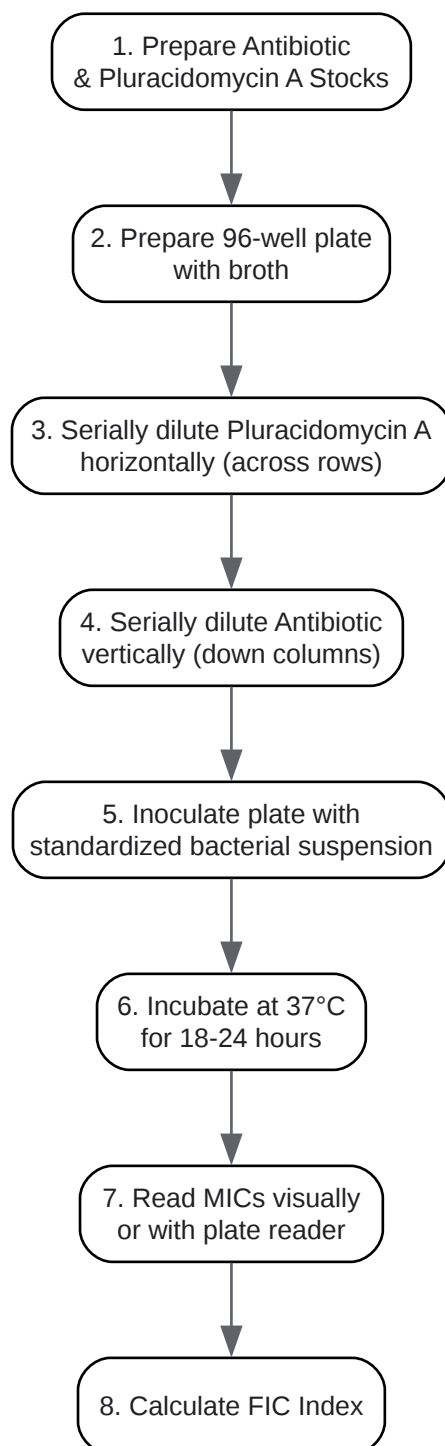 1. Prepare Antibiotic
& Pluracidomycin A Stocks
2. Prepare 96-well plate
with broth
3. Serially dilute Pluracidomycin A
horizontally (across rows)
4. Serially dilute Antibiotic
vertically (down columns)
5. Inoculate plate with
standardized bacterial suspension
6. Incubate at 37°C
for 18-24 hours
7. Read MICs visually
or with plate reader
8. Calculate FIC Index